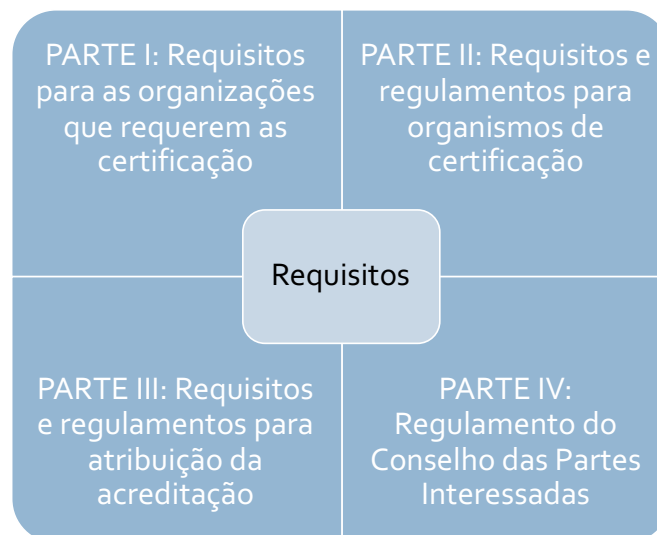 PARTE I: Requisitos
para as organizações
que requerem as
certificação
PARTE II: Requisitos e
regulamentos para
organismos de
certificação
Requisitos
PARTE III: Requisitos
e regulamentos para
atribuição da
acreditação
PARTE IV:
Regulamento do
Conselho das Partes
Interessadas